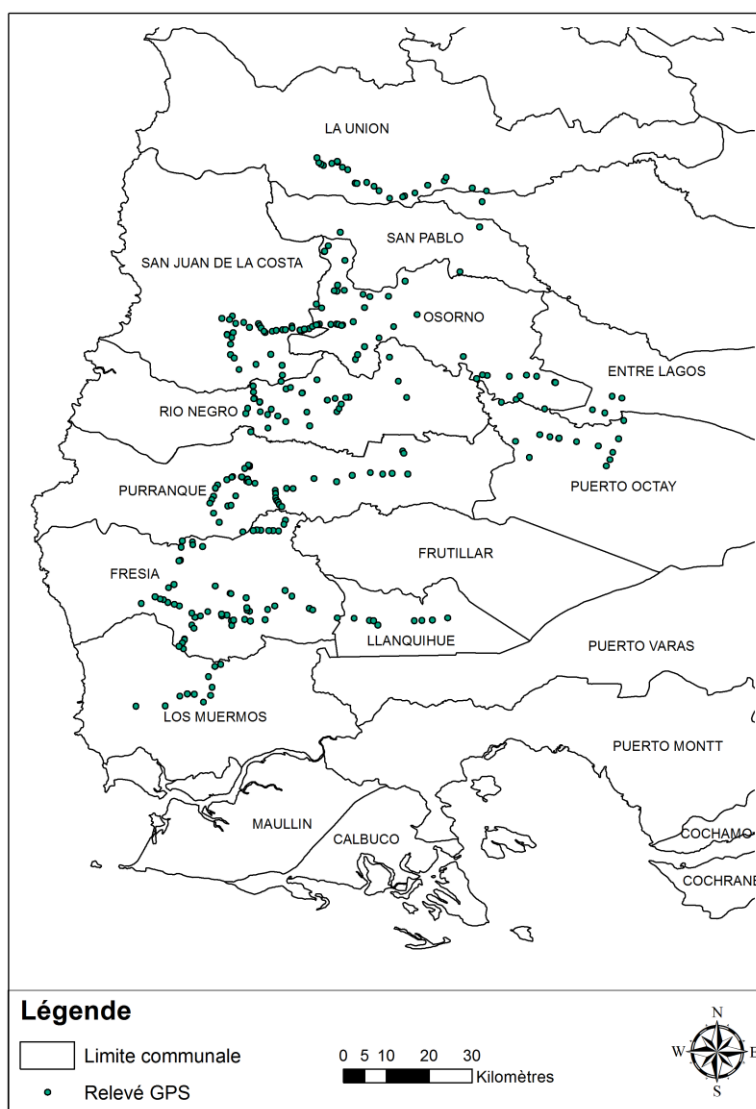 LA UNION
SAN PABLO
SAN JUAN DE LA COSTA
OSORNO
ENTRE LAGOS
RIO NEGRO
PUERTO OCTAY
PURRANQUE
FRUTILLAR
FRESIA
LLANQUIHUE
PUERTO VARAS
LOS MUERMOS
PUERTO MONTT
MAULLIN
CALBUCO
COCHAMO
COCHRANE
Légende
Limite communale
Relevé GPS
0 5 10 20 30
Kilomètres
N
W E
S